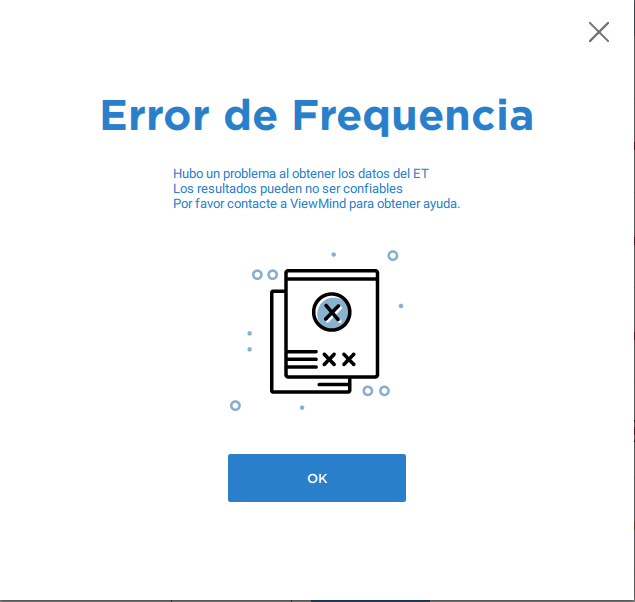 Error de Frequencia
Hubo un problema al obtener los datos del ET
Los resultados pueden no ser confiables
Por favor contacte a ViewMind para obtener ayuda.
OK